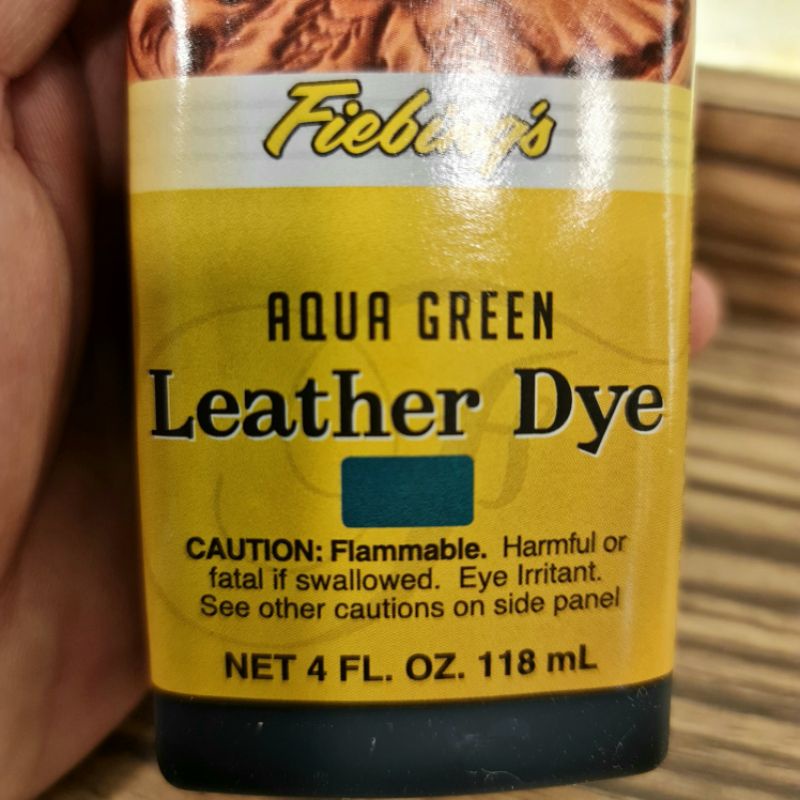 Fiebing's
AQUA GREEN
Leather Dye
CAUTION: Flammable. Harmful or
fatal if swallowed. Eye Irritant.
See other cautions on side panel
NET 4 FL. OZ. 118 mL